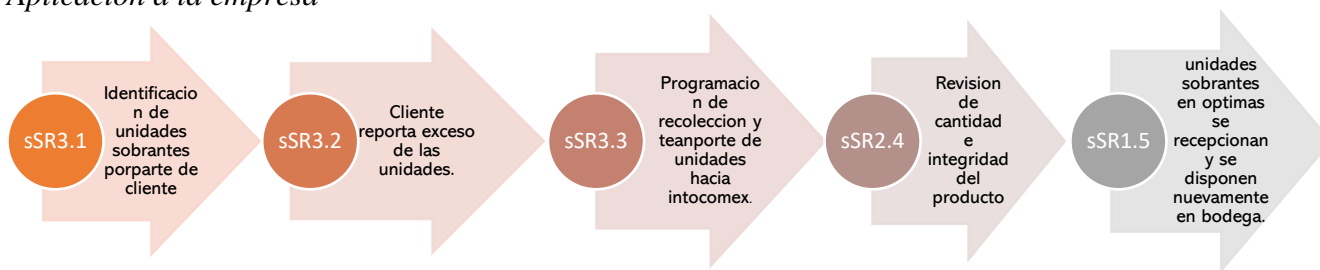 Aplicación a la empresa
sSR3.1
Identificacio
n de
unidades
sobrantes
porparte de
cliente
sSR3.2
Cliente
reporta exceso
de las
unidades.
sSR3.3
Programacio
n de
recoleccion y
teanporte de
unidades
hacia
intocomex.
sSR2.4
Revision
de
cantidad
e
integridad
del
producto
sSR1.5
unidades
sobrantes
en optimas
se
recepcionan
y se
disponen
nuevamente
en bodega.